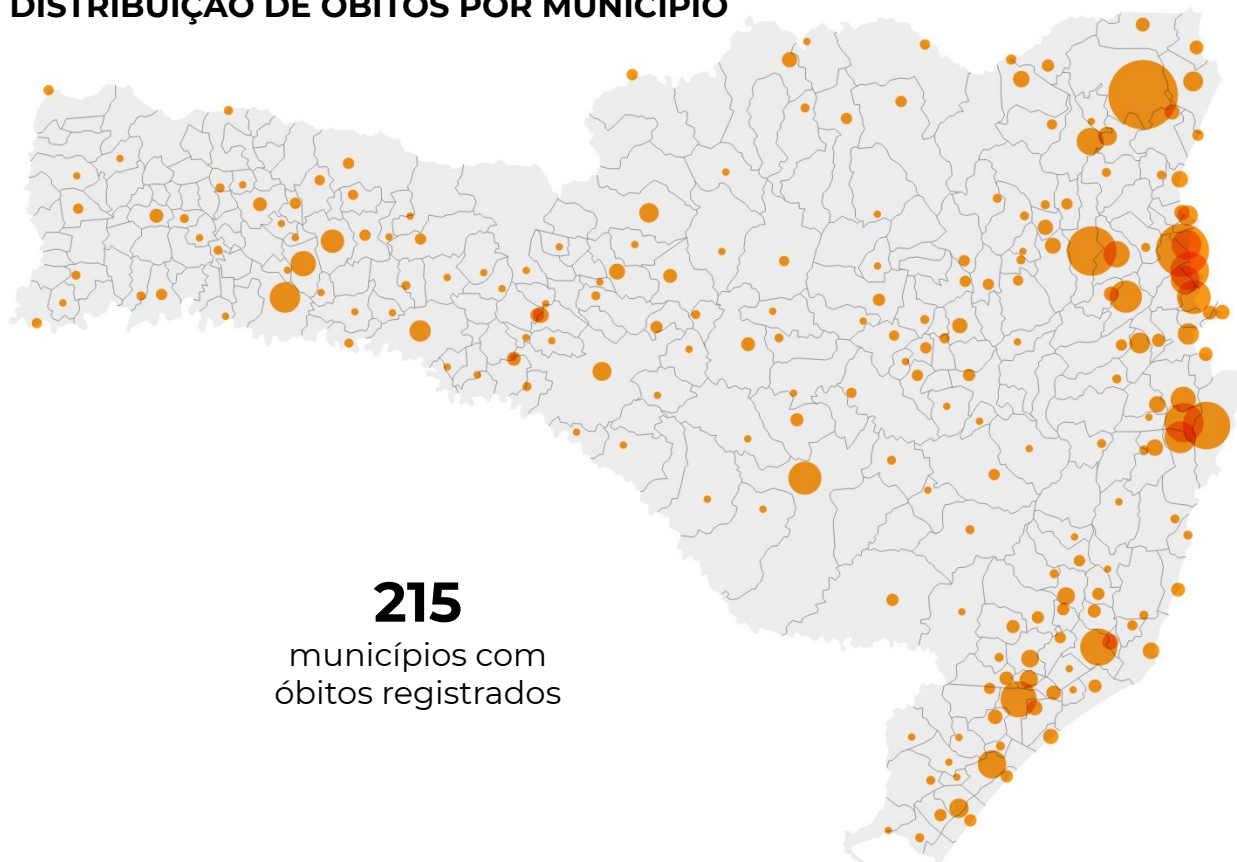 DISTRIBUIÇÃO DE ÓBITOS POR MUNICÍPIO
215
municípios com
óbitos registrados